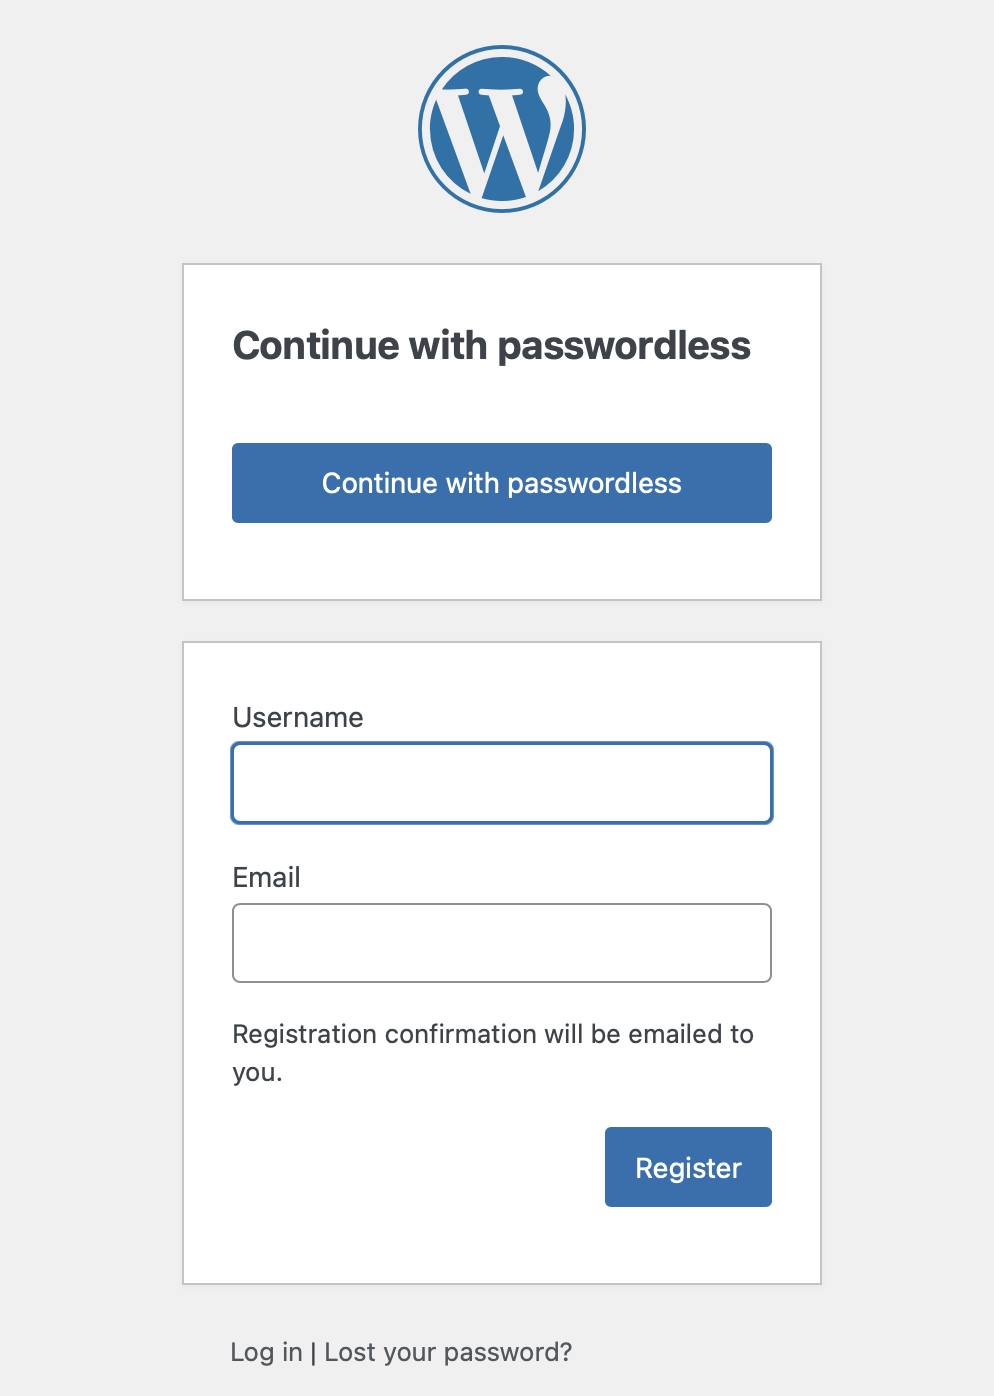 Continue with passwordless
Continue with passwordless
Username
Email
Registration confirmation will be emailed to
you.
Register
Log in | Lost your password?